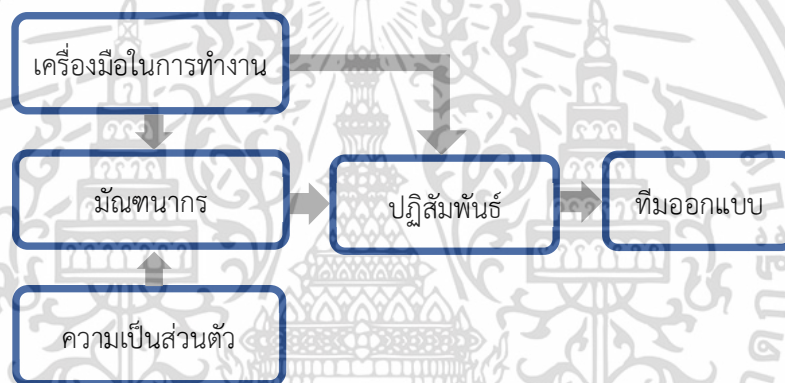 เครื่องมือในการทำงาน
มัณฑนากร
ปฏิสัมพันธ์
ทีมออกแบบ
ความเป็นส่วนตัว